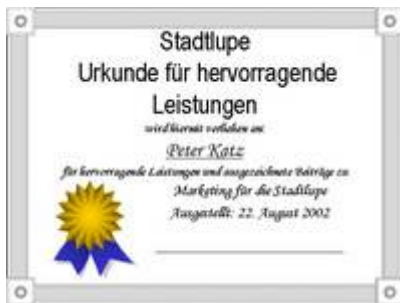 Stadtlupe
Urkunde für hervorragende
Leistungen
wird hiermit verliehen an:
Peter Katz
für hervorragende Leistungen und ausgezeichnete Beiträge zu
Marketing für die Stadtlupe
Ausgestellt: 22. August 2002